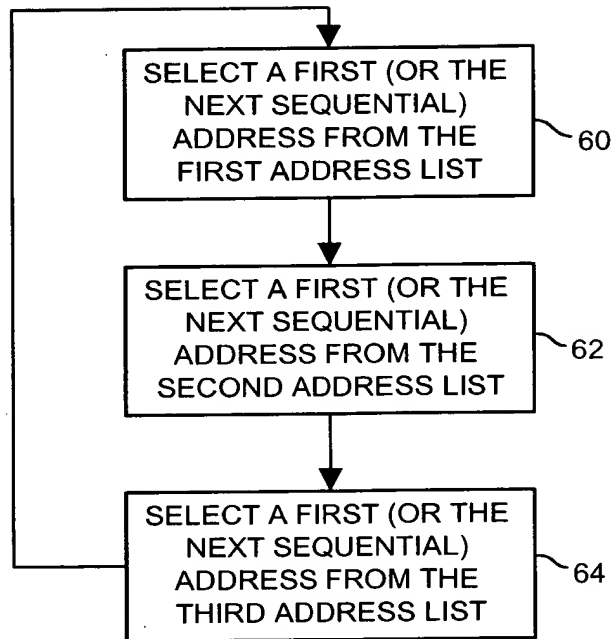 SELECT A FIRST (OR THE
NEXT SEQUENTIAL)
ADDRESS FROM THE
FIRST ADDRESS LIST
60
SELECT A FIRST (OR THE
NEXT SEQUENTIAL)
ADDRESS FROM THE
SECOND ADDRESS LIST
62
SELECT A FIRST (OR THE
NEXT SEQUENTIAL)
ADDRESS FROM THE
THIRD ADDRESS LIST
64